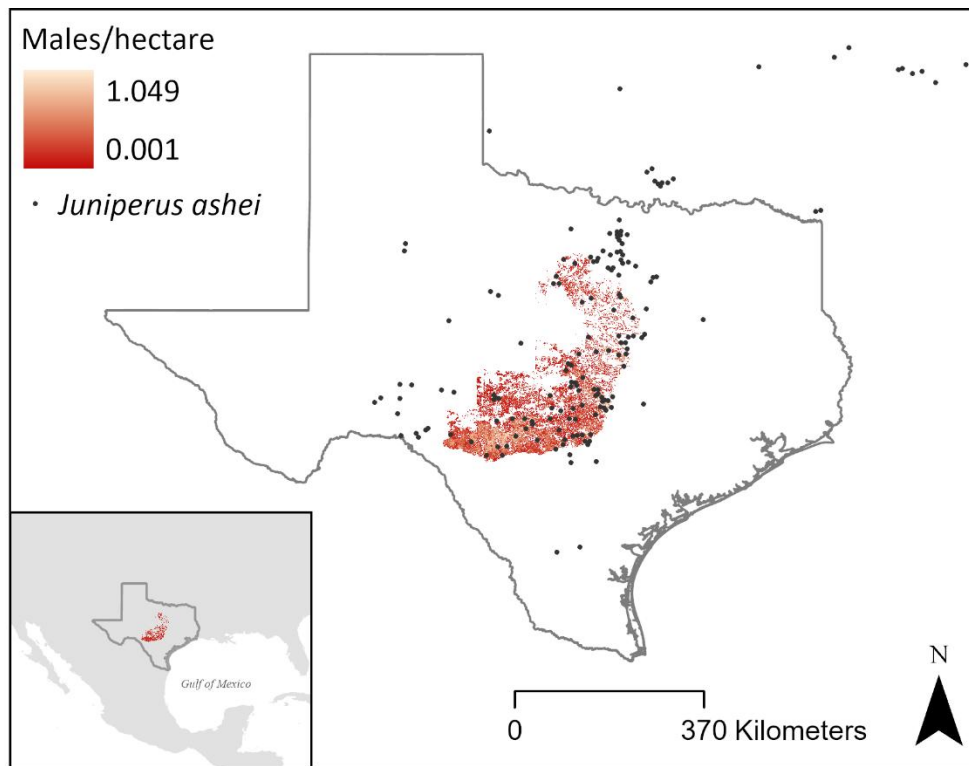 Males/hectare
1.049
0.001
Juniperus ashei
Gulf of Mexico
N
0 370 Kilometers